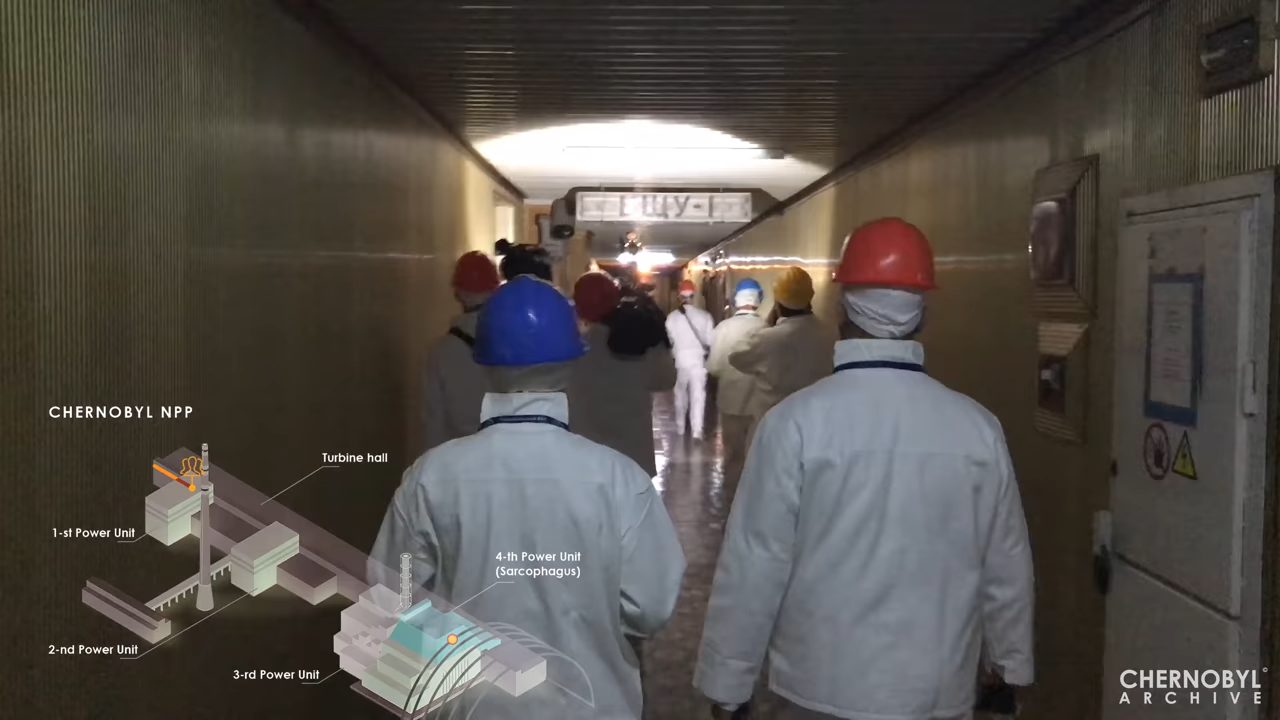 БЩУ-1
CHERNOBYL NPP
Turbine hall
1-st Power Unit
4-th Power Unit
(Sarcophagus)
2-nd Power Unit
3-rd Power Unit
CHERNOBYL©
ARCHIVE